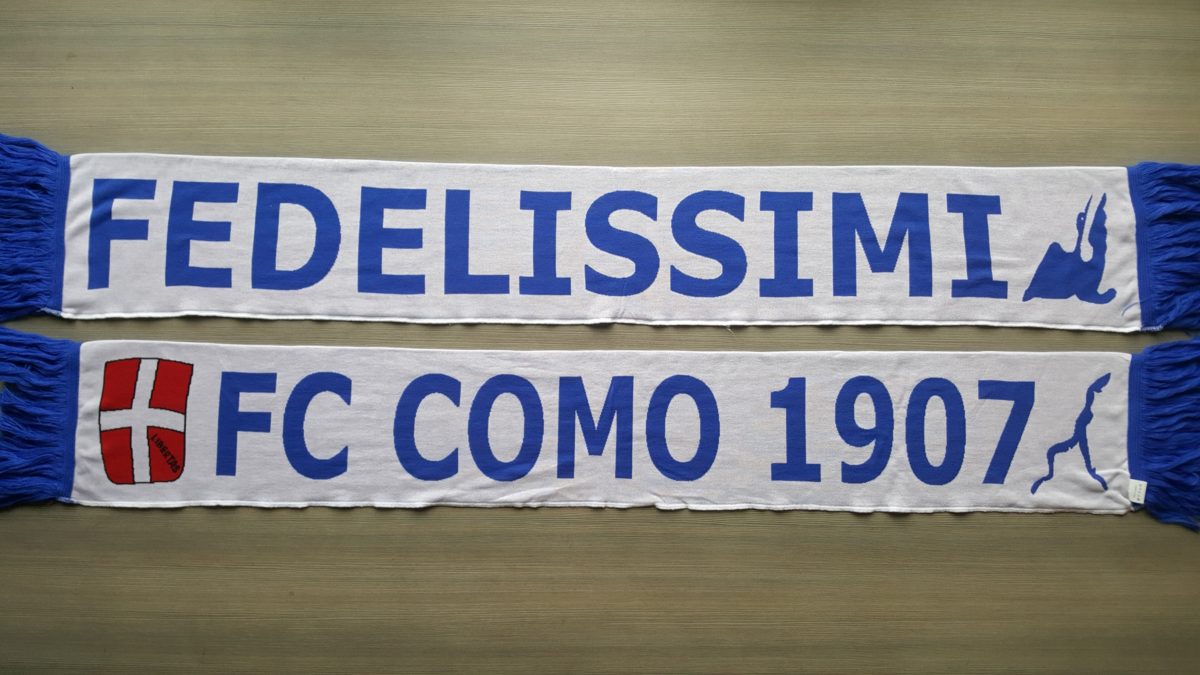 FEDELISSIMI
LIBERTAS
FC COMO 1907